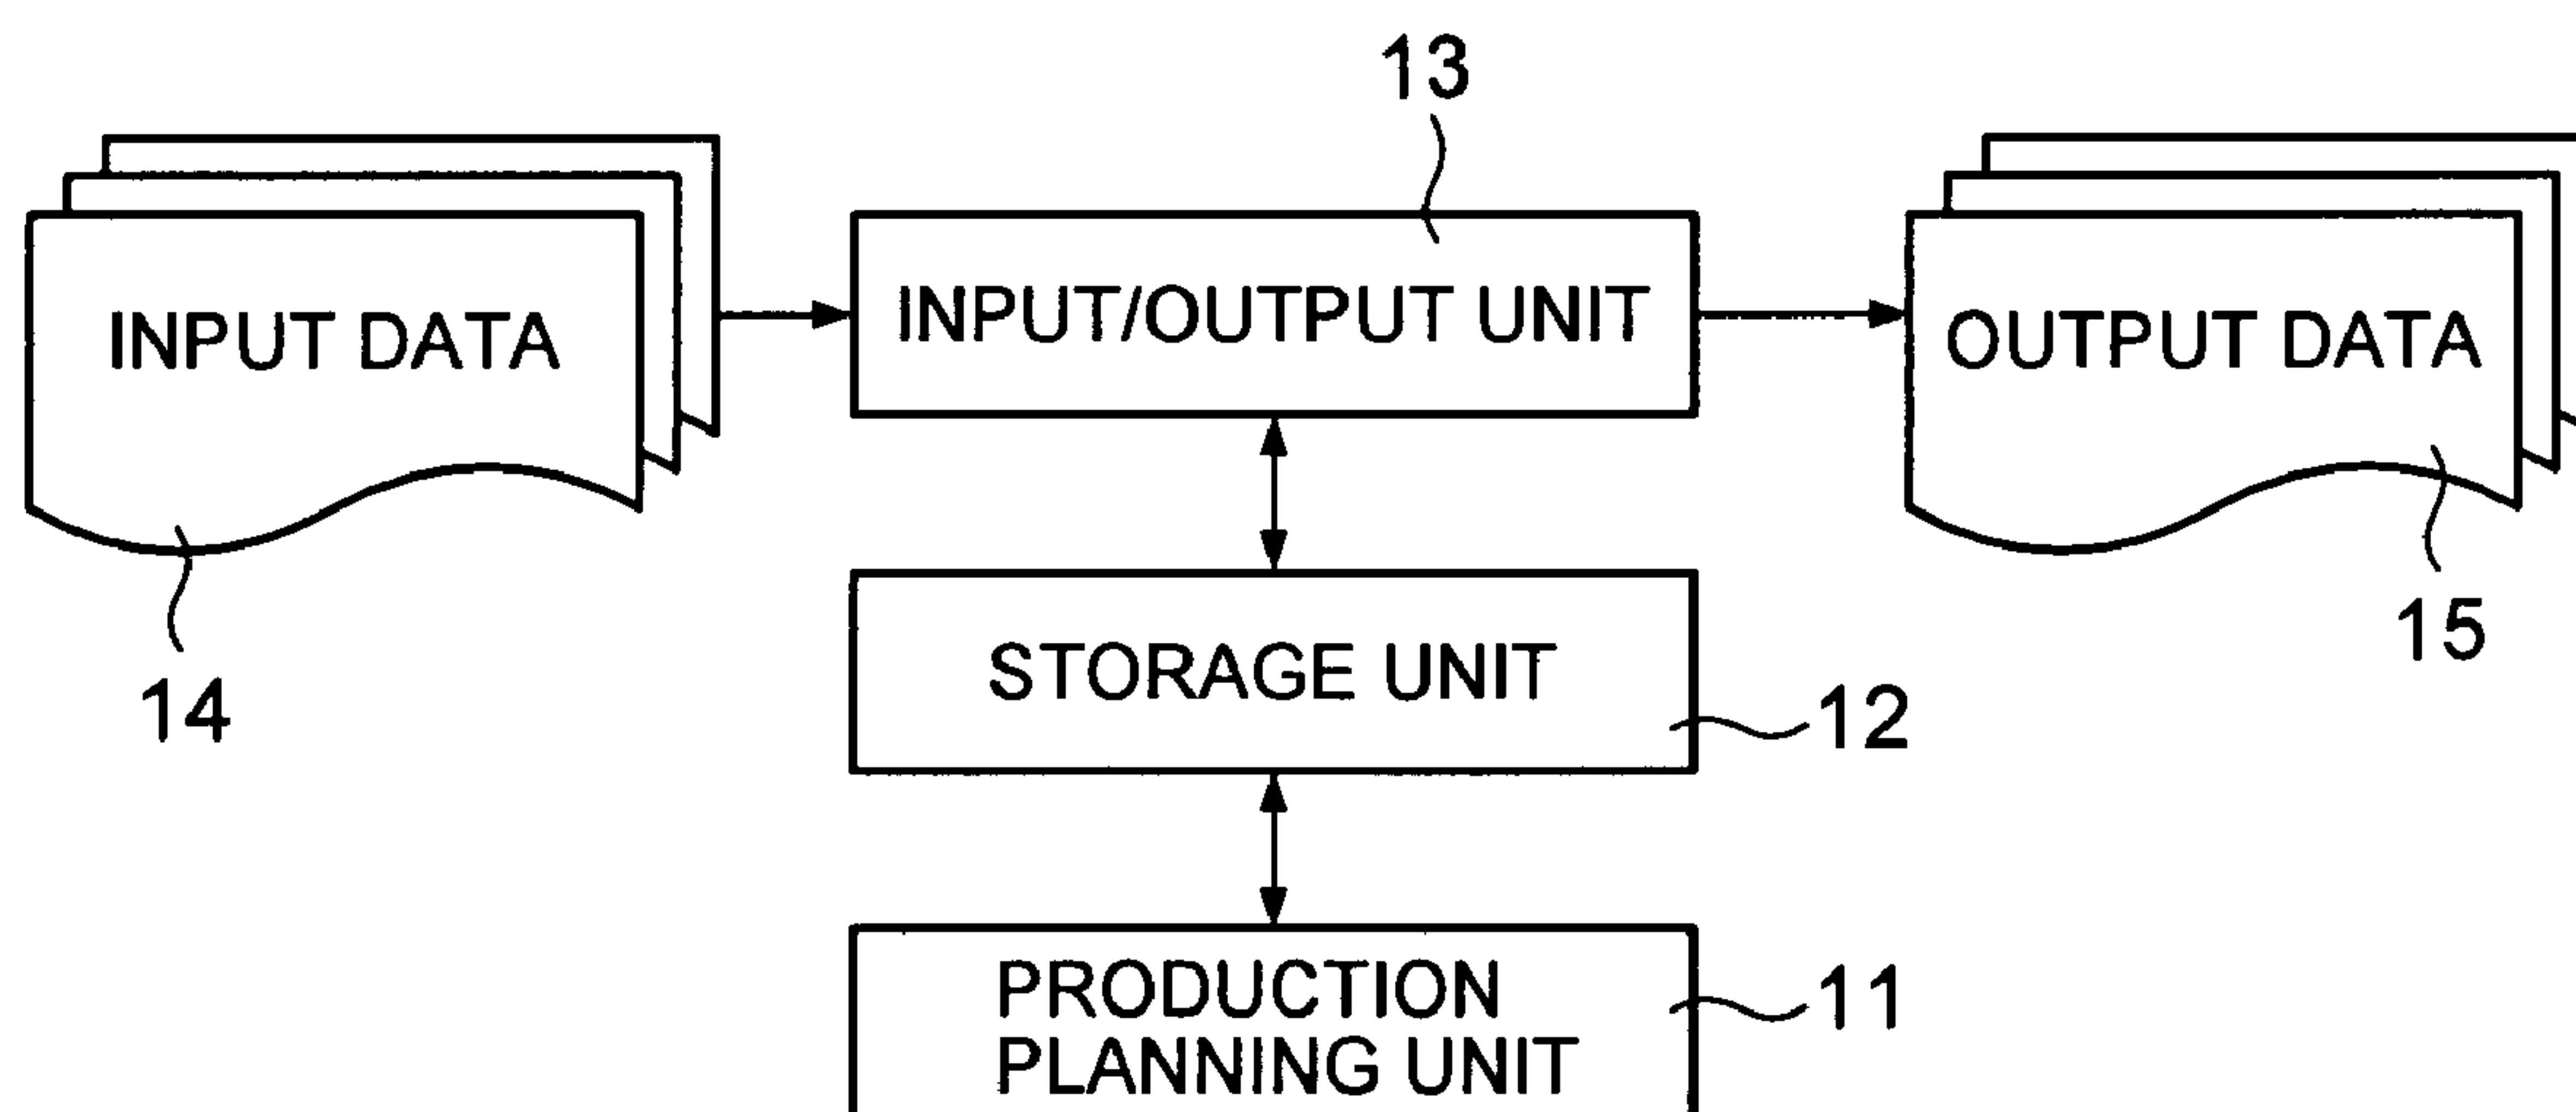 13
INPUT DATA
INPUT/OUTPUT UNIT
OUTPUT DATA
14
15
STORAGE UNIT
12
PRODUCTION
PLANNING UNIT
11